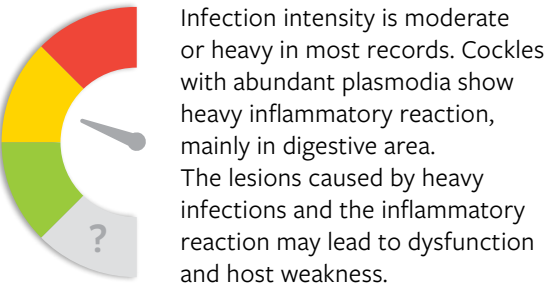 Infection intensity is moderate
or heavy in most records. Cockles
with abundant plasmodia show
heavy inflammatory reaction,
mainly in digestive area.
The lesions caused by heavy
infections and the inflammatory
reaction may lead to dysfunction
and host weakness.
?